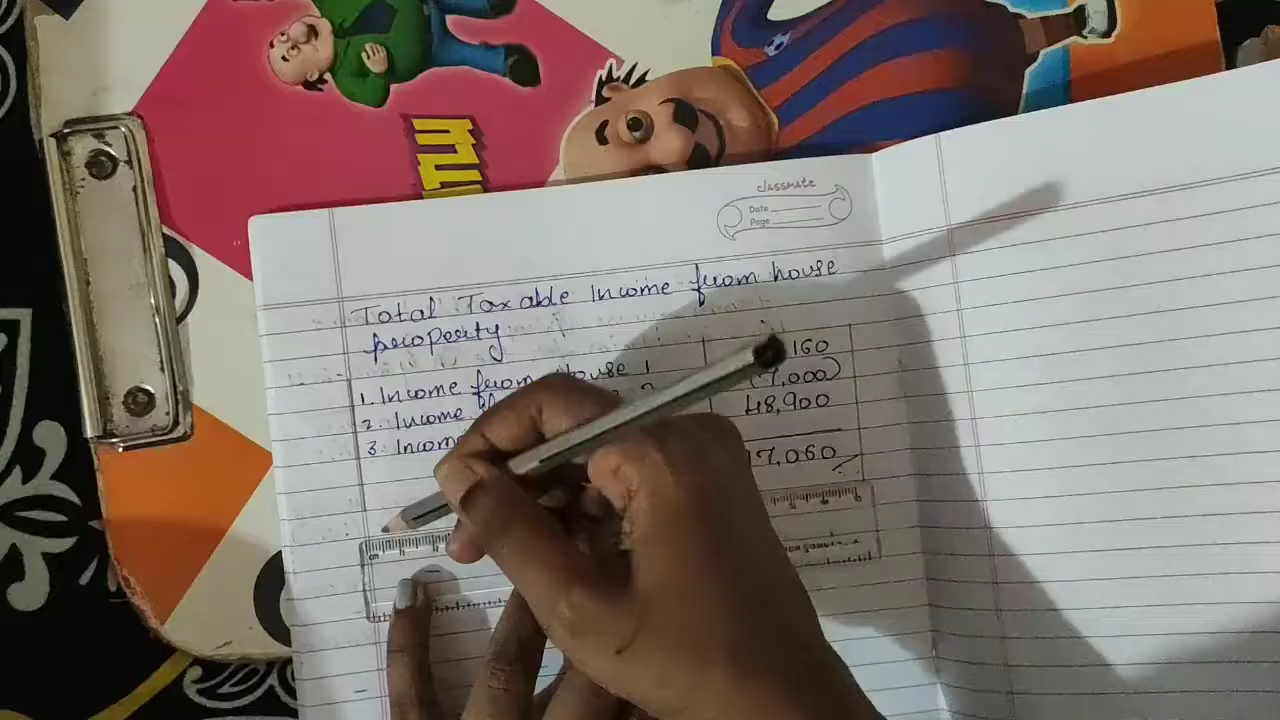 classmate
Date
Page
Total Taxable Income from house
property
1. Income from House 1 160
2. Income (7,000)
3. Income 48,900
7,060